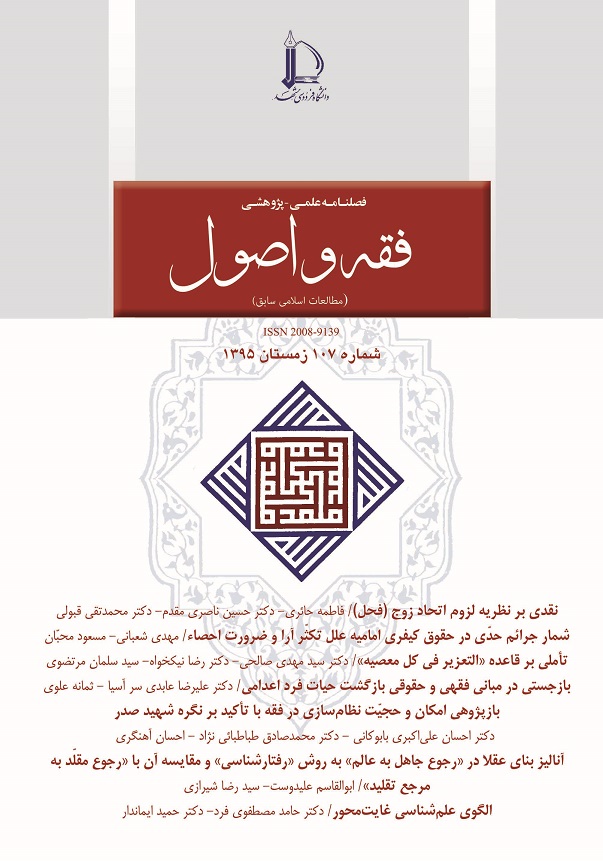 دانشگاه فردوسی مشهد
فصلنامه علمی - پژوهشی
فقه و اصول
(مطالعات اسلامی سابق)
ISSN 2008-9139
شماره ۱۰۷ زمستان ۱۳۹۵
نقدی بر نظریه لزوم اتحاد زوج (فحل)/ فاطمه حائری- دکتر حسین ناصری مقدم- دکتر محمدتقی قبولی
شمار جرائم حدّی در حقوق کیفری امامیه علل تکثّر آرا و ضرورت احصاء/ مهدی شعبانی- مسعود محبّان
تأملی بر قاعده «التعزیر فی کل معصیه»/ دکتر سید مهدی صالحی- دکتر رضا نیکخواه- سید سلمان مرتضوی
بازجستی در مبانی فقهی و حقوقی بازگشت حیات فرد اعدامی/ دکتر علیرضا عابدی سر آسیا - ثمانه علوی
بازپژوهی امکان و حجیّت نظام‌سازی در فقه با تأکید بر نگره شهید صدر
دکتر احسان علی‌اکبری بابوکانی - دکتر محمدصادق طباطبائی نژاد - احسان آهنگری
آنالیز بنای عقلا در «رجوع جاهل به عالم» به روش «رفتارشناسی» و مقایسه آن با «رجوع مقلّد به
مرجع تقلید»/ ابوالقاسم علیدوست- سید رضا شیرازی
الگوی علم‌شناسی غایت‌محور/ دکتر حامد مصطفوی فرد- دکتر حمید ایماندار